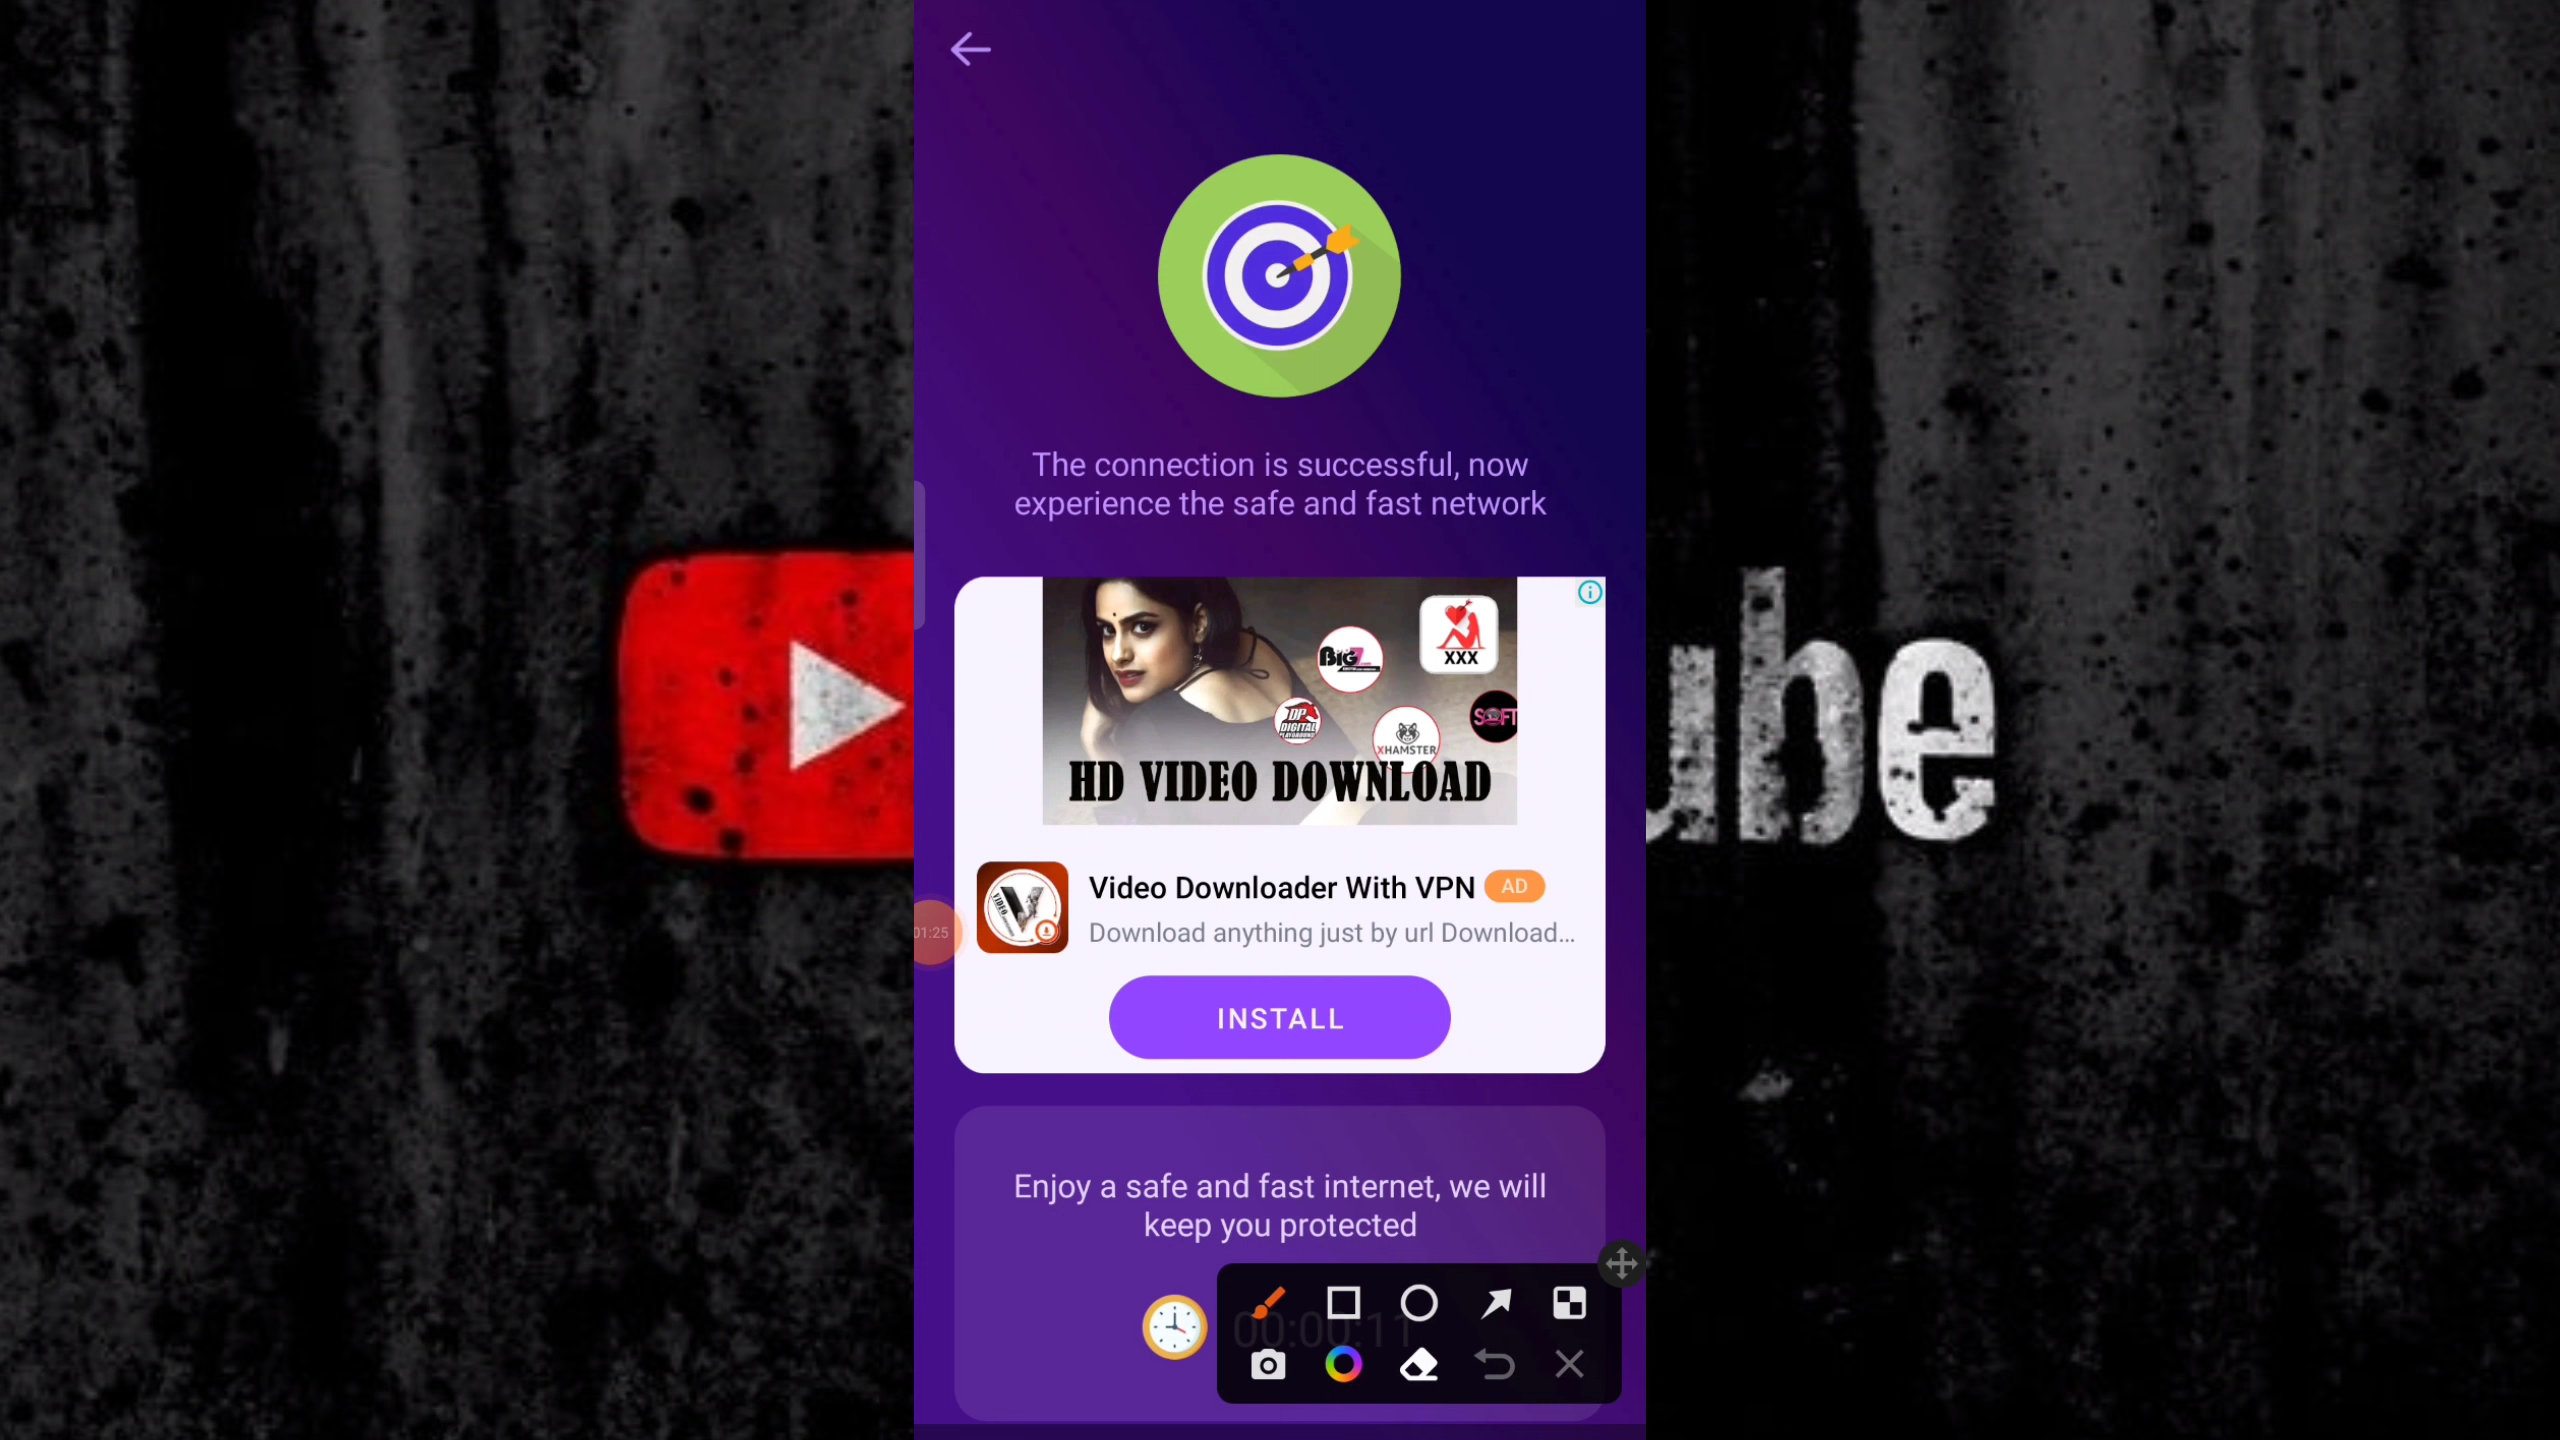 The connection is successful, now
experience the safe and fast network
BIG
XXX
DP
DIGITAL
PLAYGROUND
XHAMSTER
SOFT
HD VIDEO DOWNLOAD
Video Downloader With VPN AD
Download anything just by url Download...
01:25
INSTALL
ube
Enjoy a safe and fast internet, we will
keep you protected
00:00:11